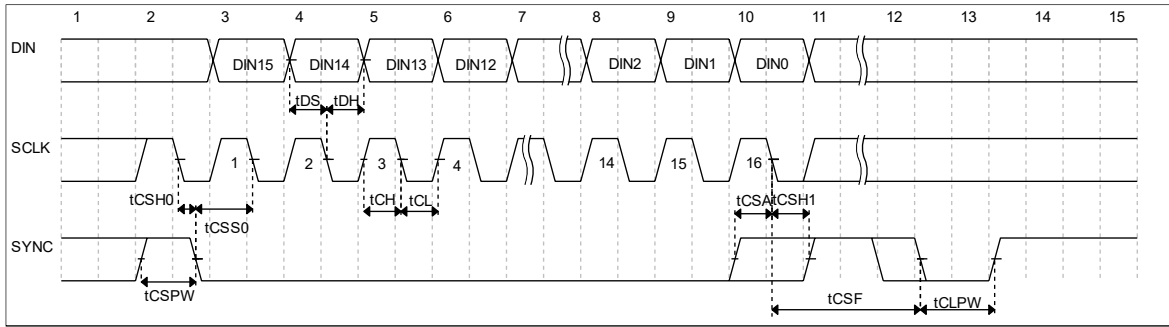 1 2 3 4 5 6 7 8 9 10 11 12 13 14 15
DIN DIN15 DIN14 DIN13 DIN12 DIN2 DIN1 DIN0
tDS tDH
SCLK 1 2 3 4 14 15 16
tCSH0 tCSS0 tCH tCL tCSA tCSH1
SYNC
tCSPW tCSF tCLPW